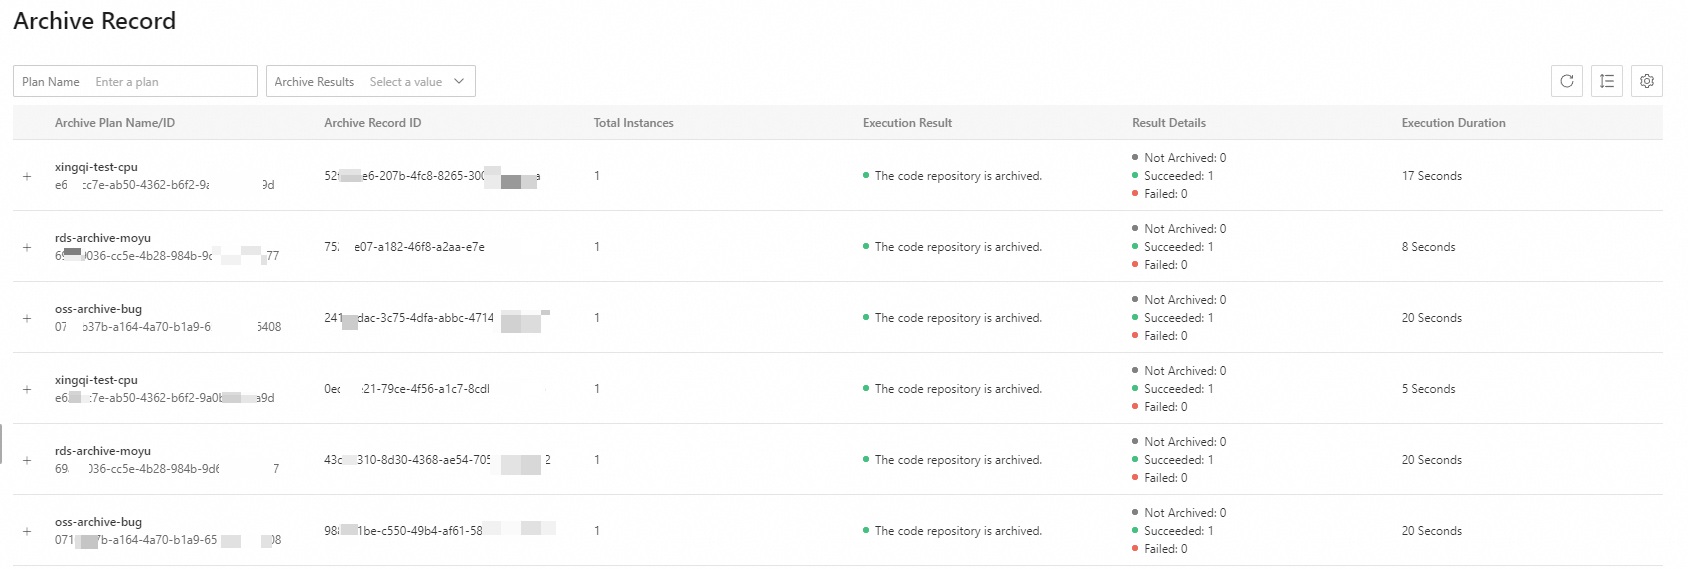 Archive Record
Plan Name Enter a plan Archive Results Select a value
Archive Plan Name/ID Archive Record ID Total Instances Execution Result Result Details Execution Duration
xingqi-test-cpu
1
The code repository is archived.
Not Archived: 0
Succeeded: 1
Failed: 0
17 Seconds
rds-archive-moyu
1
The code repository is archived.
Not Archived: 0
Succeeded: 1
Failed: 0
8 Seconds
oss-archive-bug
1
The code repository is archived.
Not Archived: 0
Succeeded: 1
Failed: 0
20 Seconds
xingqi-test-cpu
1
The code repository is archived.
Not Archived: 0
Succeeded: 1
Failed: 0
5 Seconds
rds-archive-moyu
1
The code repository is archived.
Not Archived: 0
Succeeded: 1
Failed: 0
20 Seconds
oss-archive-bug
1
The code repository is archived.
Not Archived: 0
Succeeded: 1
Failed: 0
20 Seconds